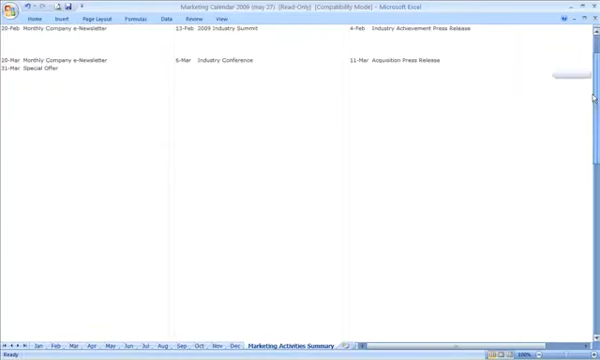 Marketing Calendar 2009 (may 27) [Read-Only] [Compatibility Mode] - Microsoft Excel
Home Insert Page Layout Formulas Data Review View
20-Feb Monthly Company e-Newsletter 13-Feb 2009 Industry Summit 4-Feb Industry Achievement Press Release
20-Mar Monthly Company e-Newsletter 6-Mar Industry Conference 11-Mar Acquisition Press Release
31-Mar Special Offer
Jan Feb Mar Apr May Jun Jul Aug Sep Oct Nov Dec Marketing Activities Summary
Ready 100%